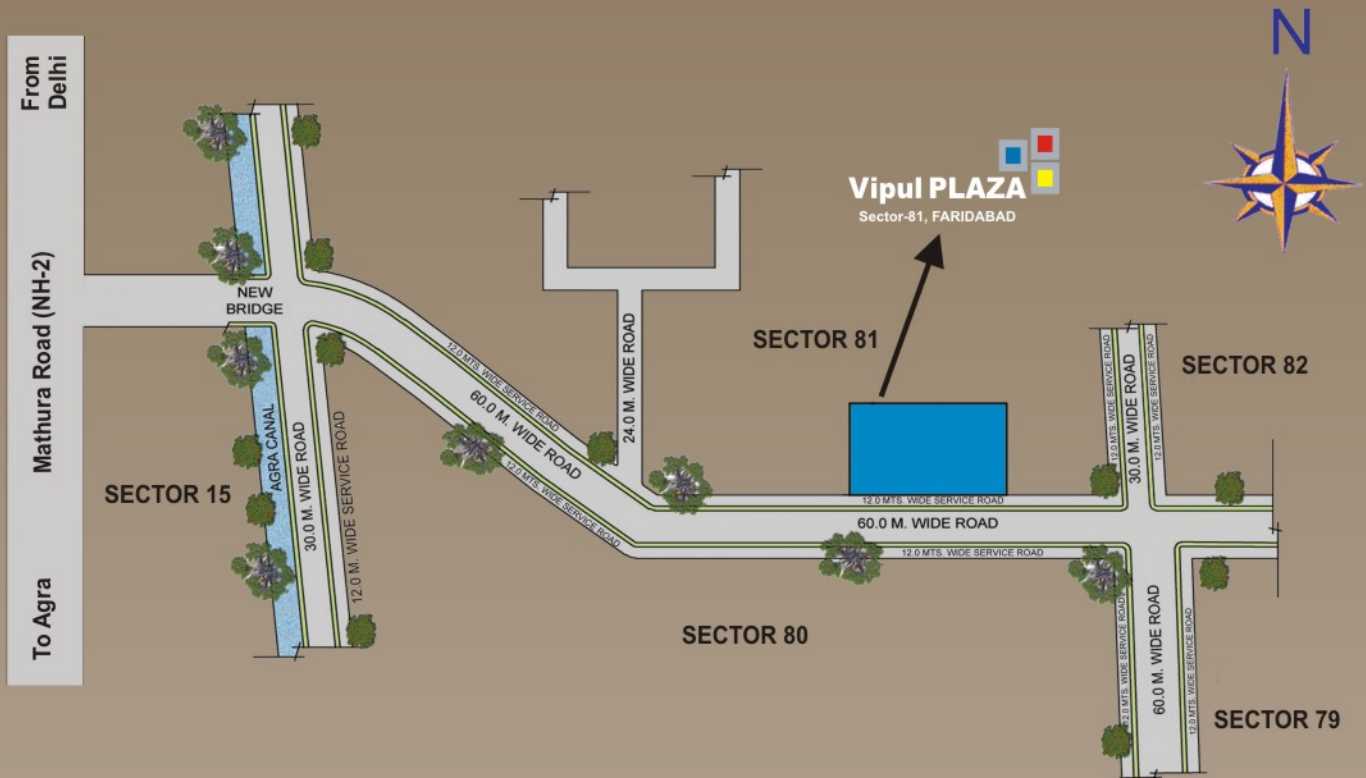 N
From
Delhi
Mathura Road (NH-2)
To Agra
Vipul PLAZA
Sector-81, FARIDABAD
NEW
BRIDGE
SECTOR 15
AGRA CANAL
30.0 M. WIDE ROAD
12.0 M. WIDE SERVICE ROAD
12.0 MTS. WIDE SERVICE ROAD
60.0 M. WIDE ROAD
12.0 MTS. WIDE SERVICE ROAD
24.0 M. WIDE ROAD
SECTOR 81
12.0 MTS. WIDE SERVICE ROAD
60.0 M. WIDE ROAD
12.0 MTS. WIDE SERVICE ROAD
SECTOR 80
12.0 MTS. WIDE SERVICE ROAD
30.0 M. WIDE ROAD
12.0 MTS. WIDE SERVICE ROAD
SECTOR 82
12.0 MTS. WIDE SERVICE ROAD
60.0 M. WIDE ROAD
12.0 MTS. WIDE SERVICE ROAD
SECTOR 79